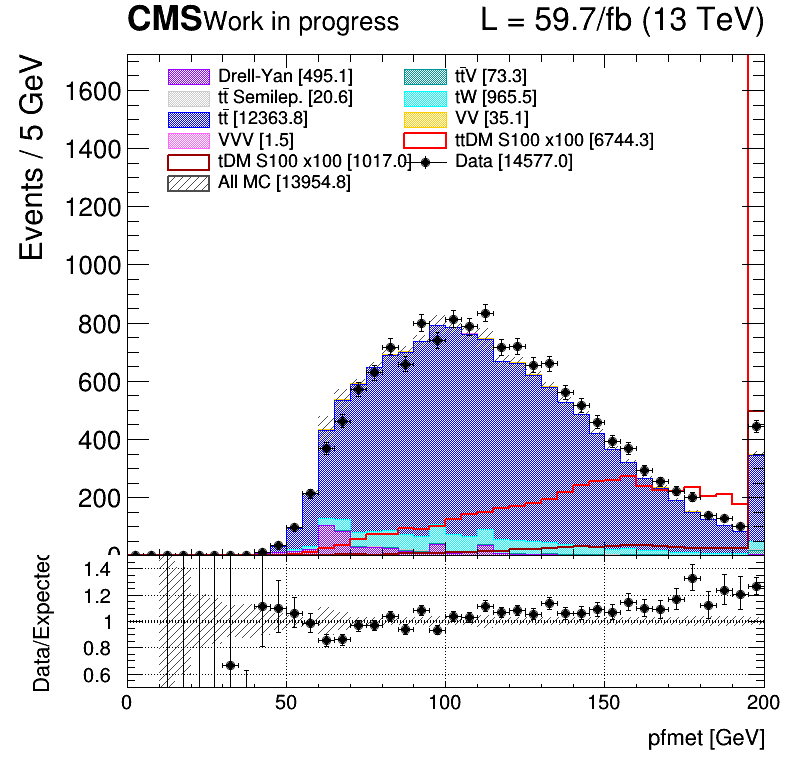 CMS Work in progress L = 59.7/fb (13 TeV)
Events / 5 GeV
1600
1400
1200
1000
800
600
400
200
0
Drell-Yan [495.1] tt̄V [73.3]
tt̄ Semilep. [20.6] tW [965.5]
tt̄ [12363.8] VV [35.1]
VVV [1.5] ttDM S100 x100 [6744.3]
tDM S100 x100 [1017.0] Data [14577.0]
All MC [13954.8]
Data/Expected
1.4
1.2
1
0.8
0.6
0 50 100 150 200
pfmet [GeV]